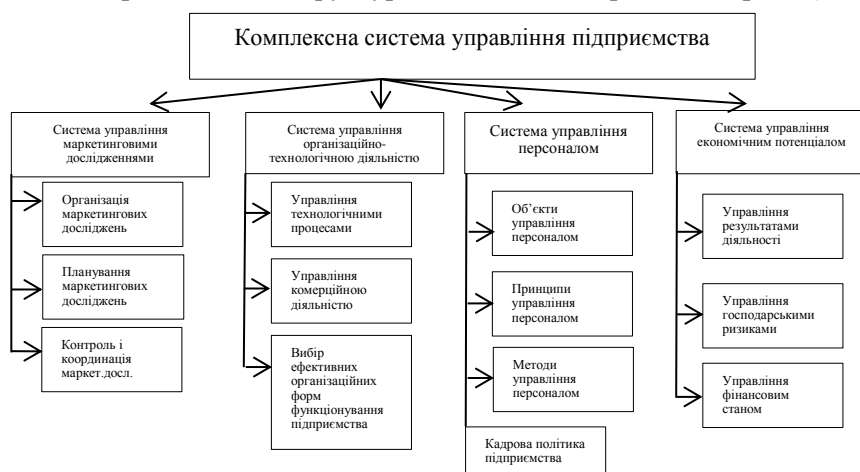 Комплексна система управління підприємства
Система управління
маркетинговими
дослідженнями
Організація
маркетингових
досліджень
Планування
маркетингових
досліджень
Контроль і
координація
маркет.досл.
Система управління
організаційно-
технологічною діяльністю
Управління
технологічними
процесами
Управління
комерційною
діяльністю
Вибір
ефективних
організаційних
форм
функціонування
підприємства
Система управління
персоналом
Об’єкти
управління
персоналом
Принципи
управління
персоналом
Методи
управління
персоналом
Кадрова політика
підприємства
Система управління
економічним потенціалом
Управління
результатами
діяльності
Управління
господарськими
ризиками
Управління
фінансовим
станом